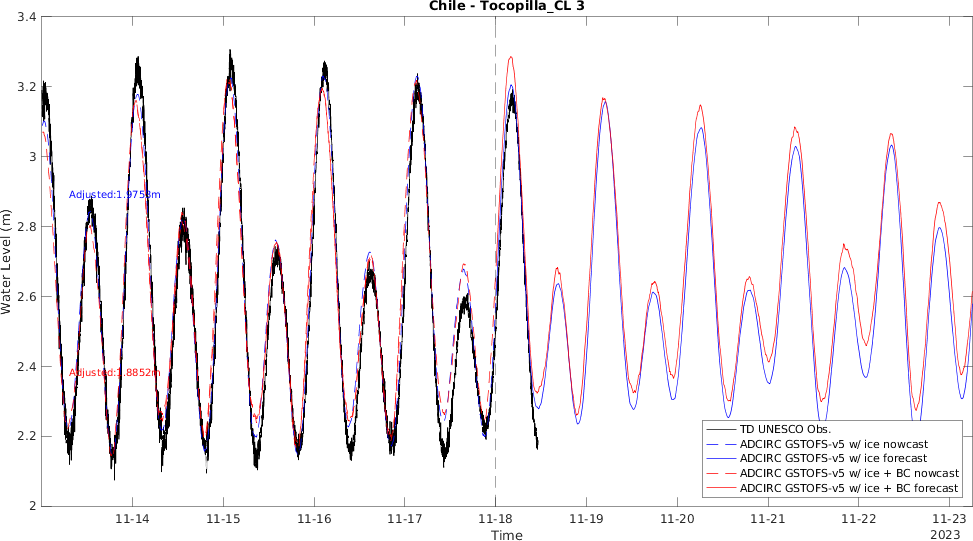 Chile - Tocopilla_CL 3
3.4
3.2
3
2.8
2.6
2.4
2.2
2
Water Level (m)
Adjusted:1.9758m
Adjusted:1.8852m
TD UNESCO Obs.
ADCIRC GSTOFS-v5 w/ ice nowcast
ADCIRC GSTOFS-v5 w/ ice forecast
ADCIRC GSTOFS-v5 w/ ice + BC nowcast
ADCIRC GSTOFS-v5 w/ ice + BC forecast
11-14 11-15 11-16 11-17 11-18 11-19 11-20 11-21 11-22 11-23
Time
2023